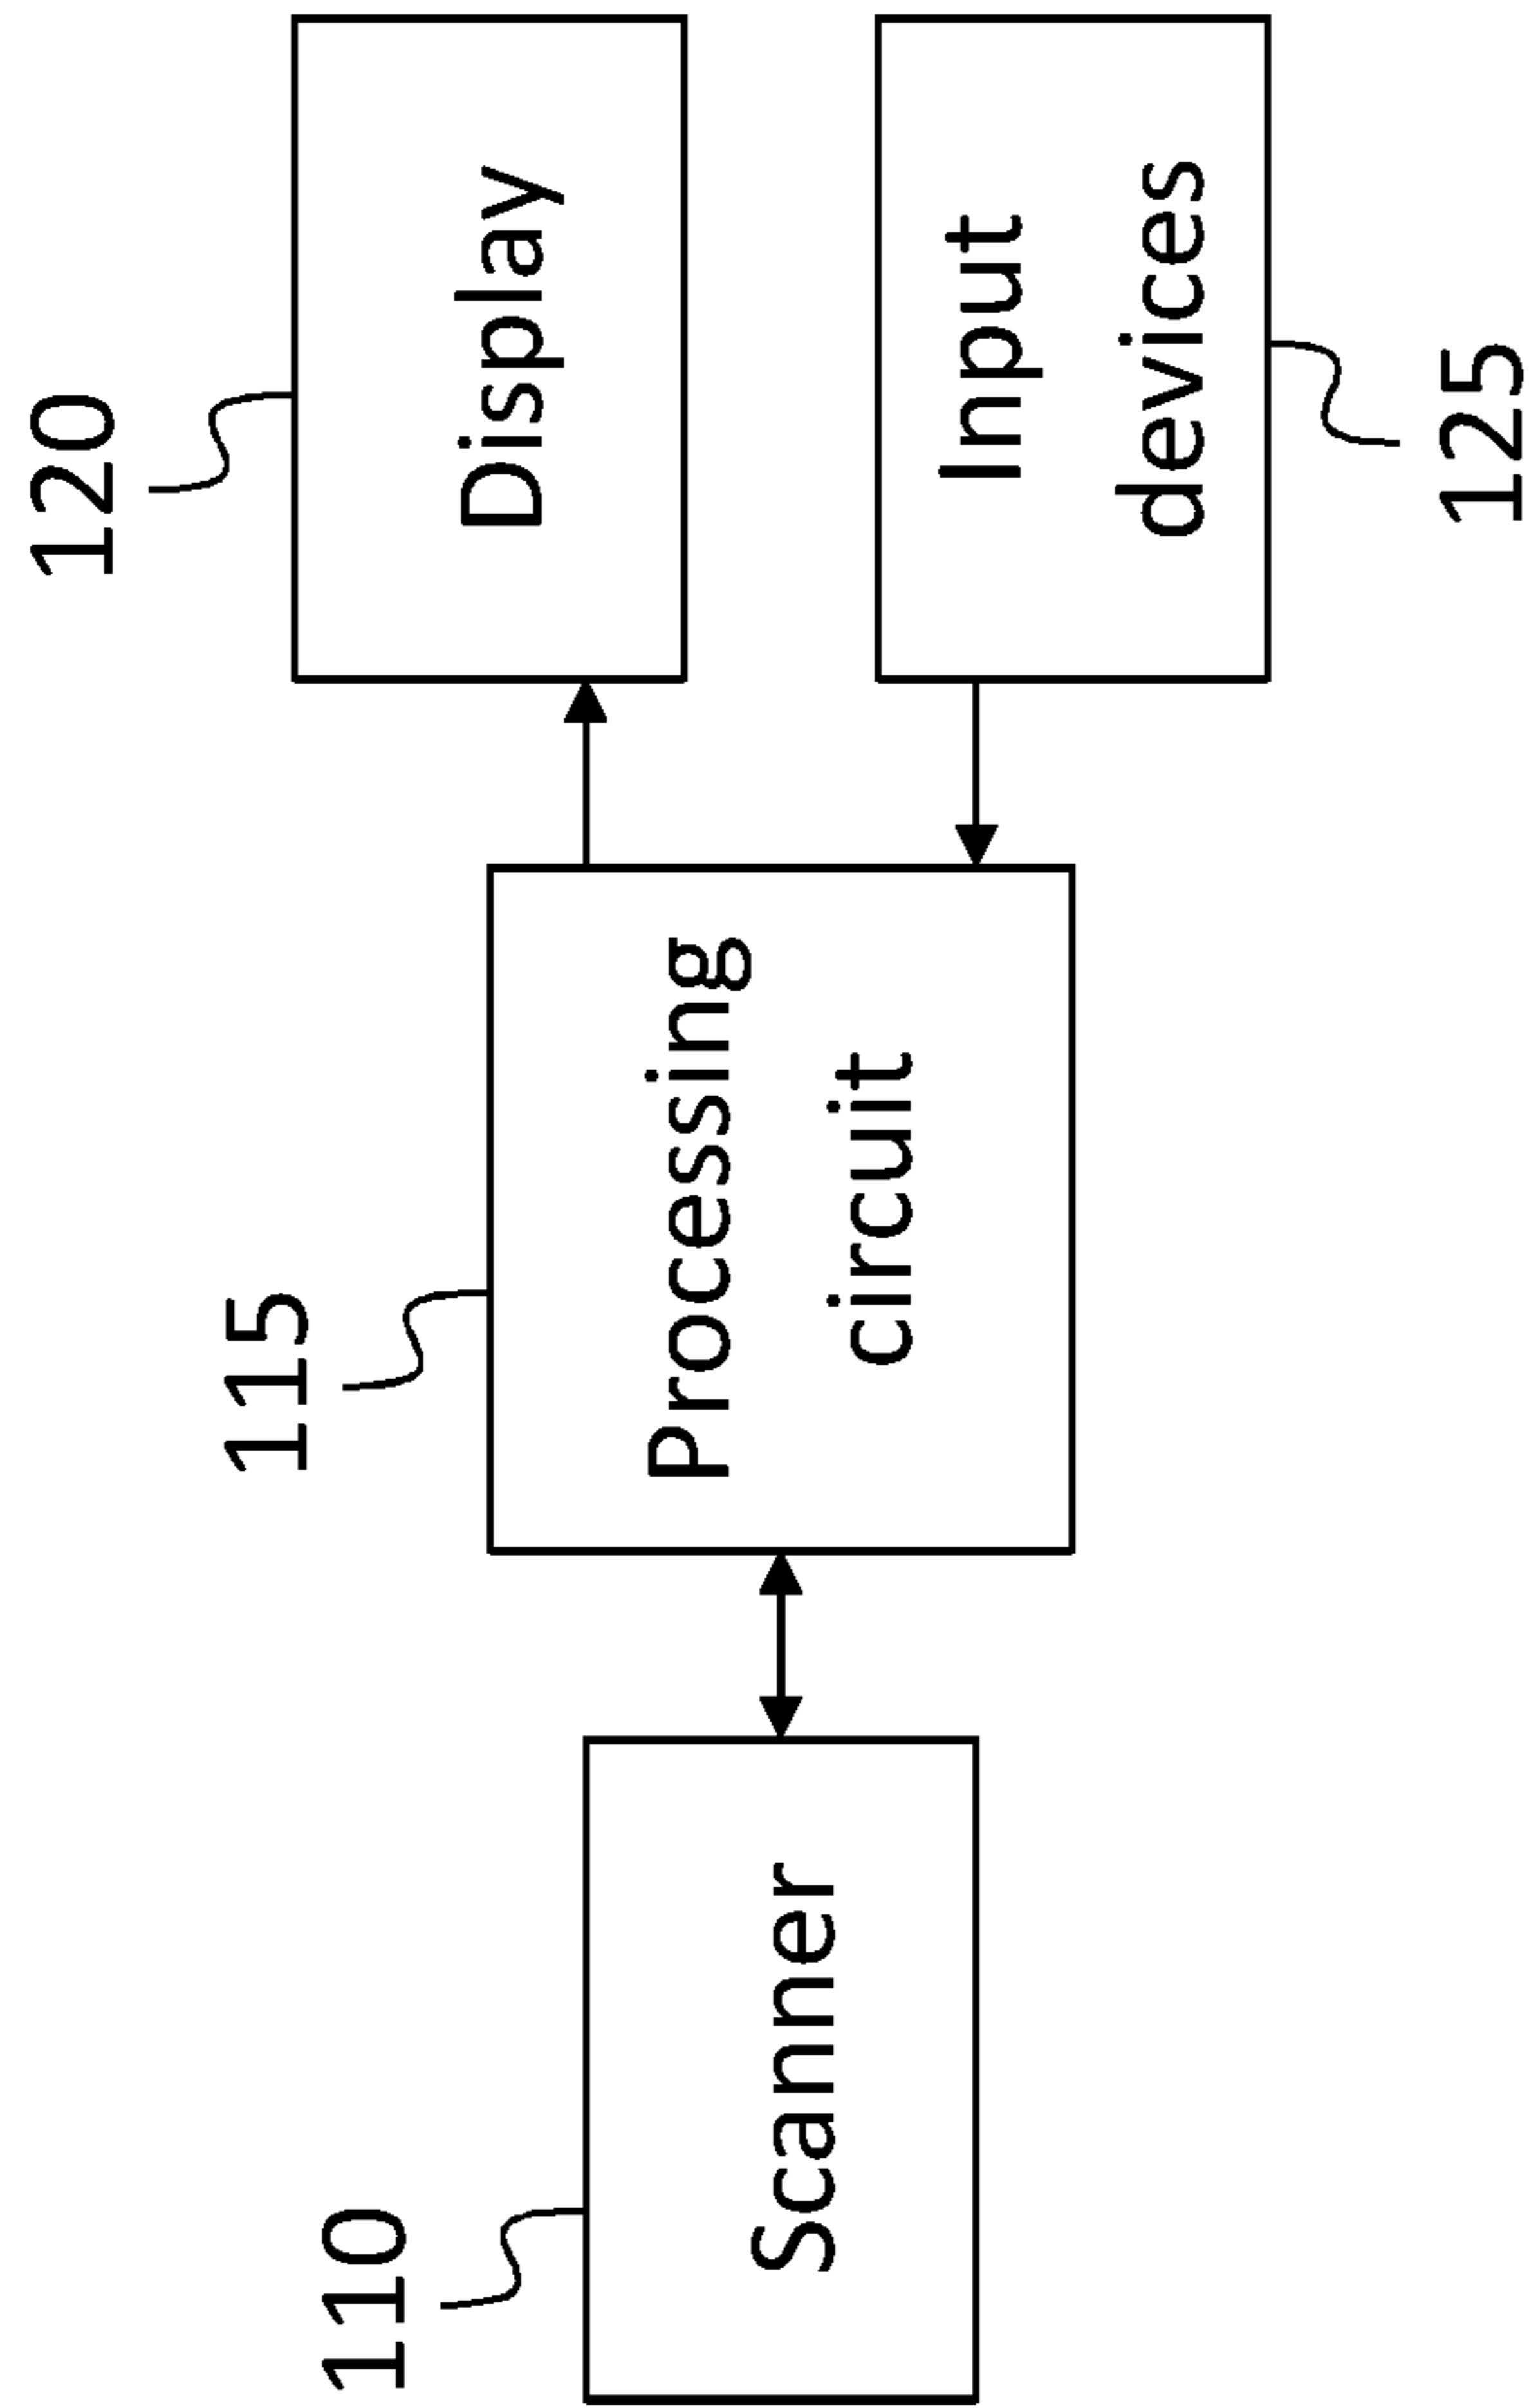 120
Display
115
Processing
circuit
110
Scanner
Input
devices
125